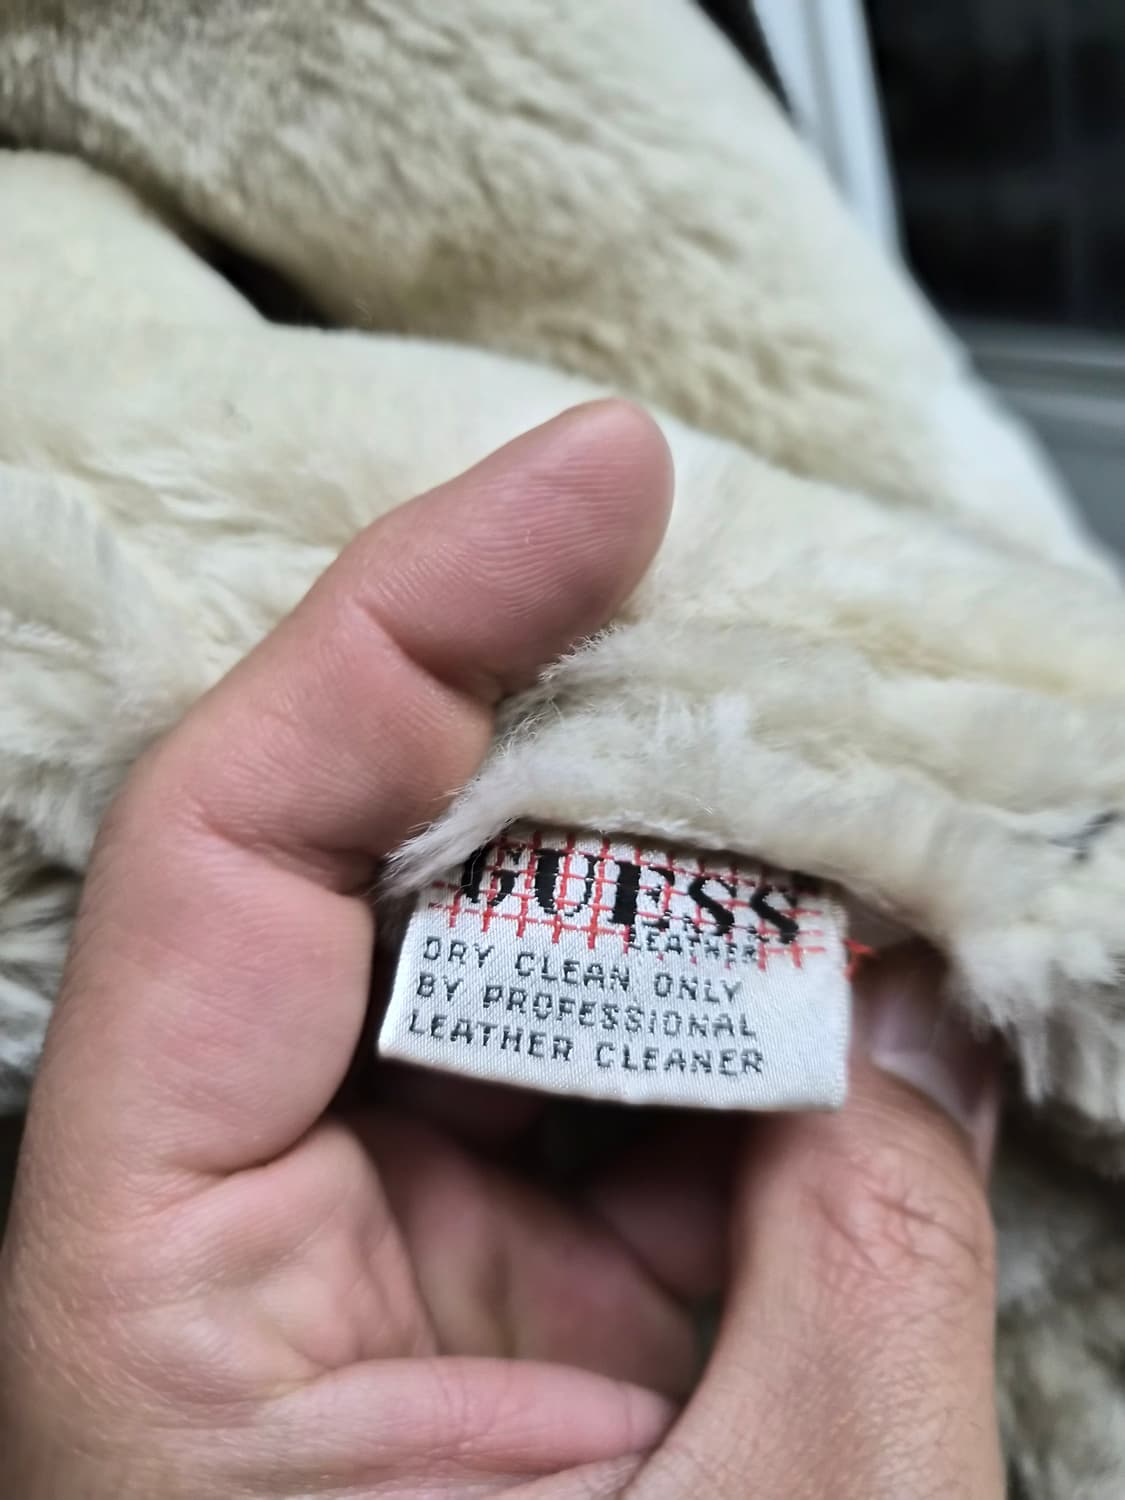 GUESS
LEATHER
DRY CLEAN ONLY
BY PROFESSIONAL
LEATHER CLEANER